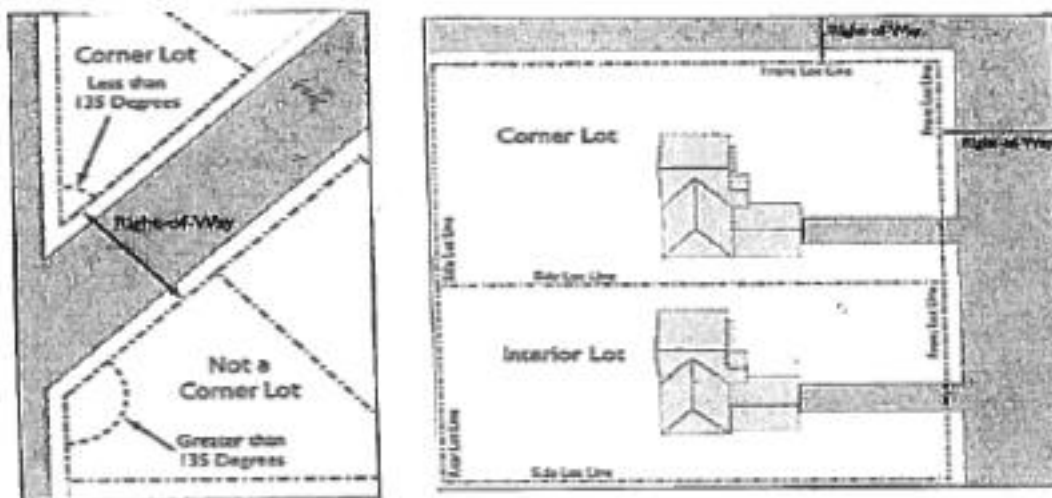 Corner Lot
Less than
135 Degrees
Right-of-Way
Not a
Corner Lot
Greater than
135 Degrees
Right-of-Way
Front Lot Line
Front Lot Line
Right-of-Way
Corner Lot
Side Lot Line
Side Lot Line
Front Lot Line
Interior Lot
Rear Lot Line
Side Lot Line